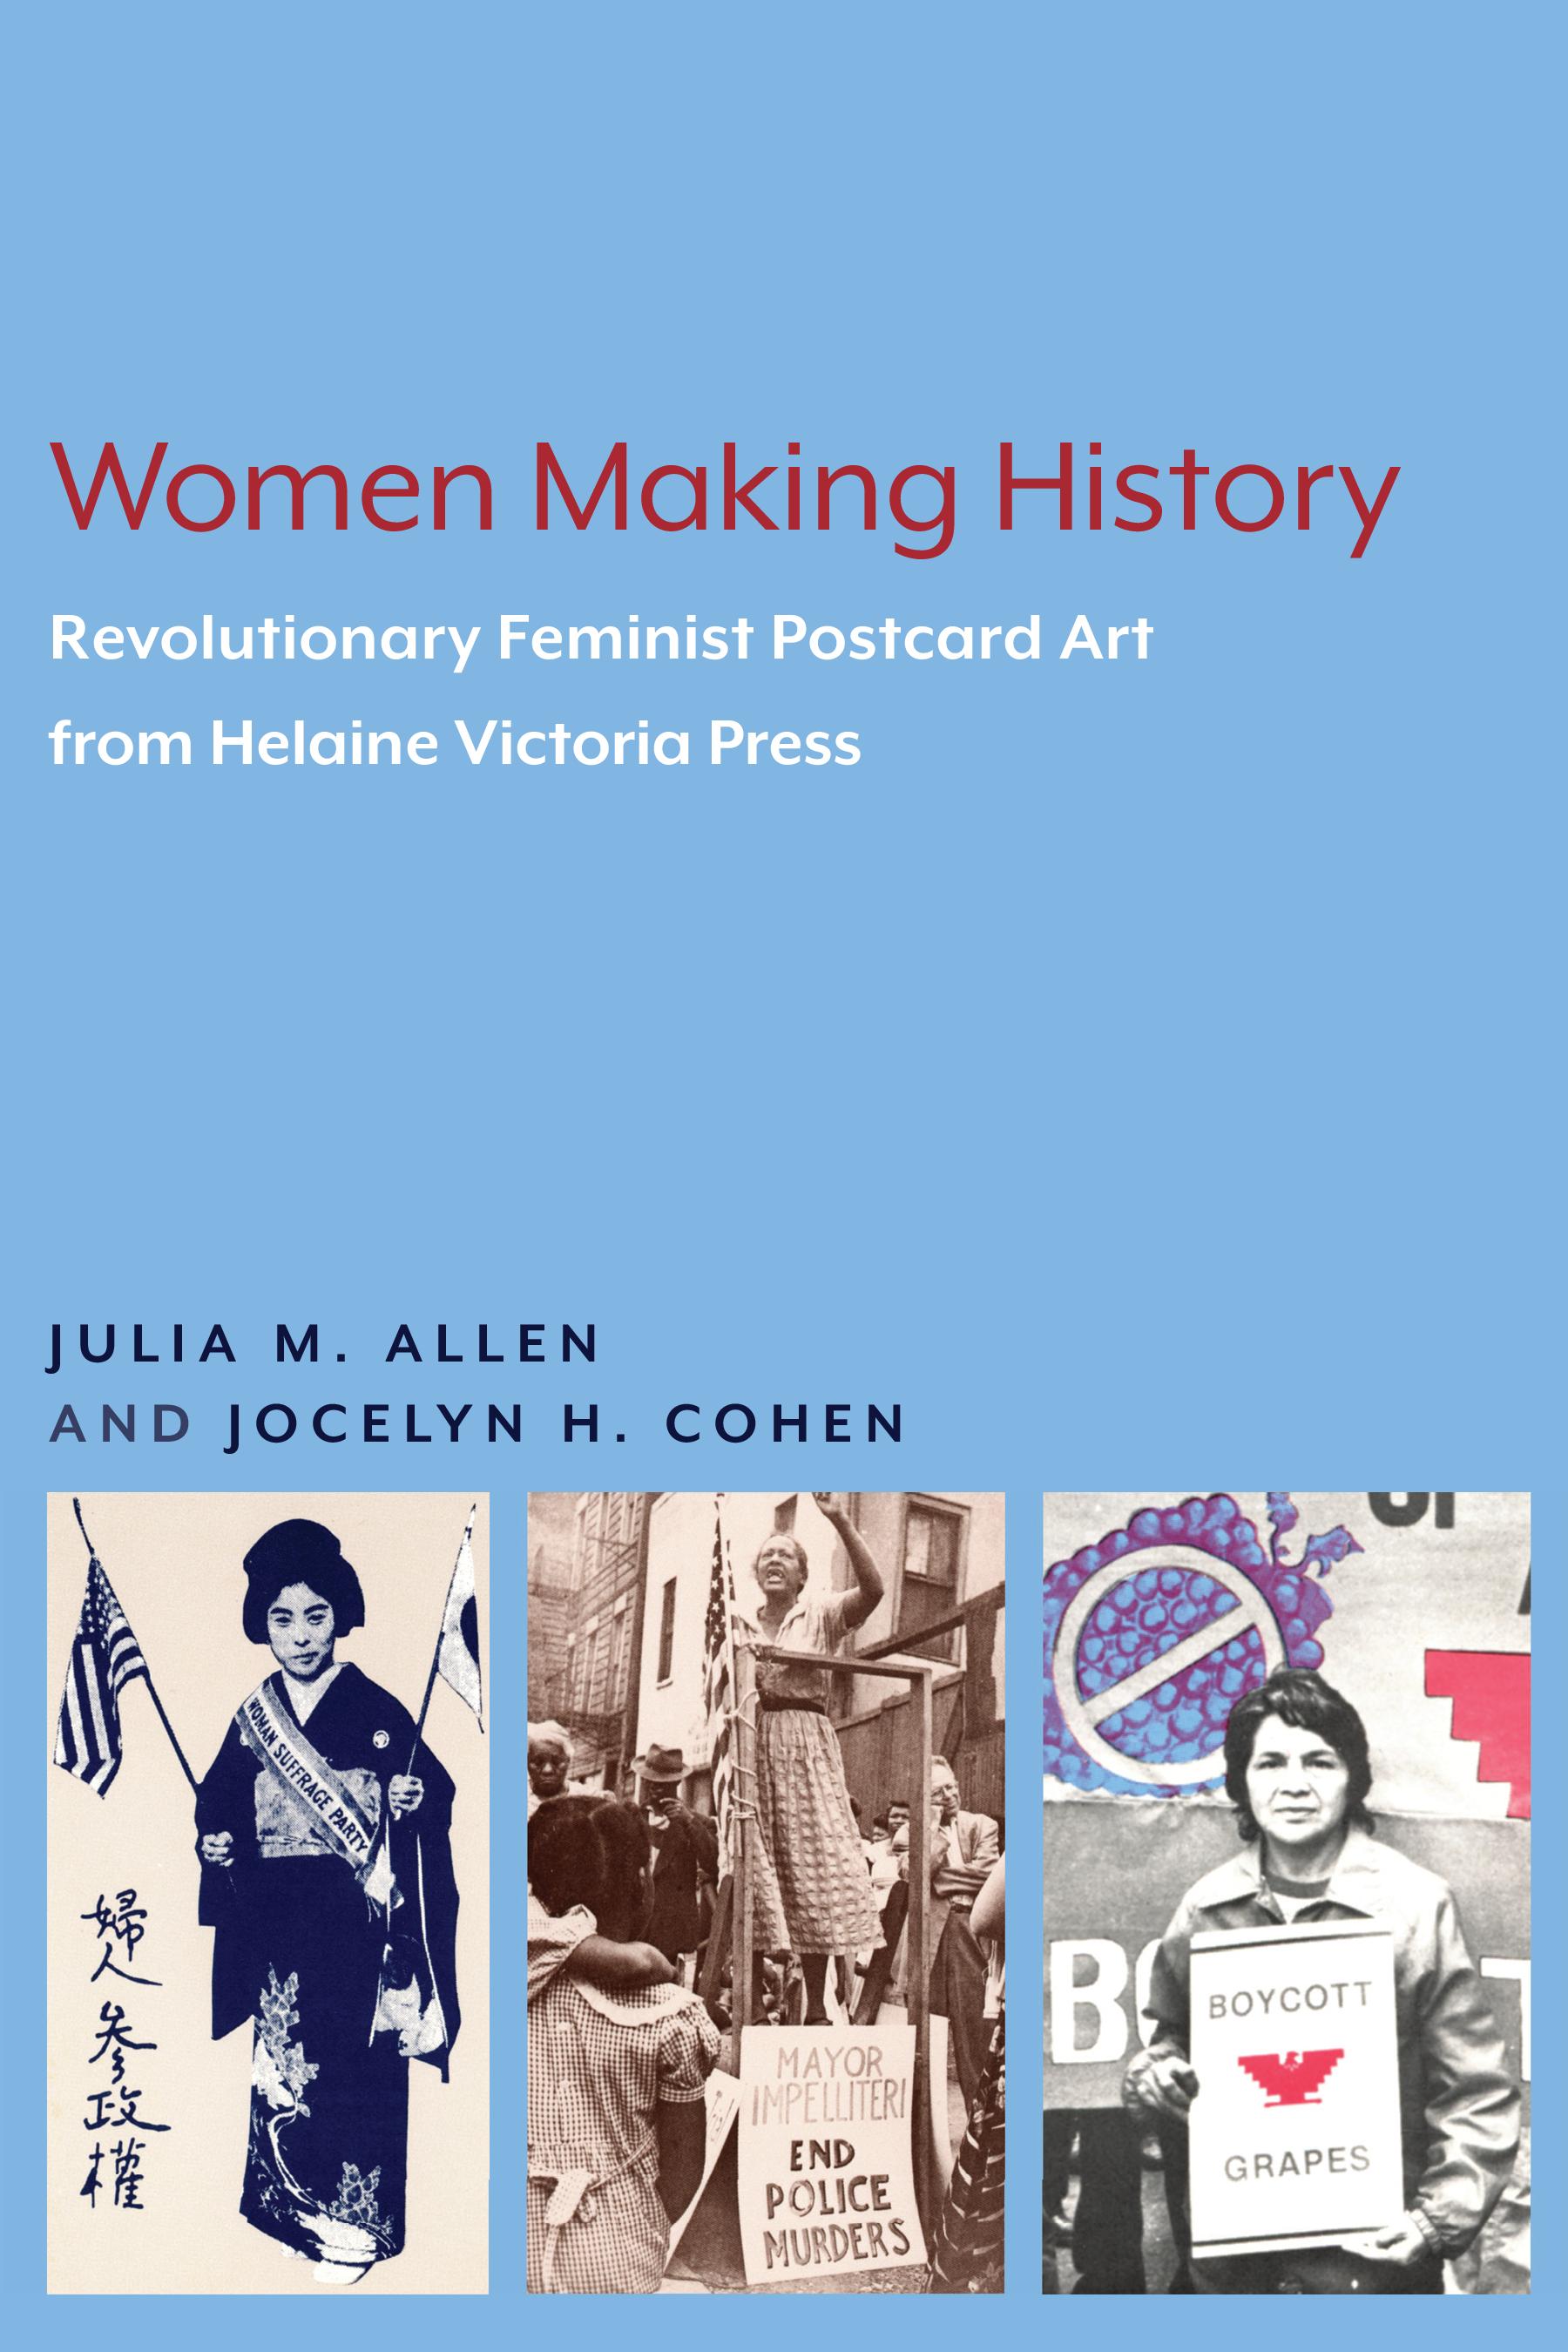 Women Making History
Revolutionary Feminist Postcard Art
from Helaine Victoria Press
JULIA M. ALLEN
AND JOCELYN H. COHEN
WOMAN SUFFRAGE PARTY
婦人参政權
MAYOR
IMPELLITERI
END
POLICE
MURDERS
BOYCOTT
GRAPES